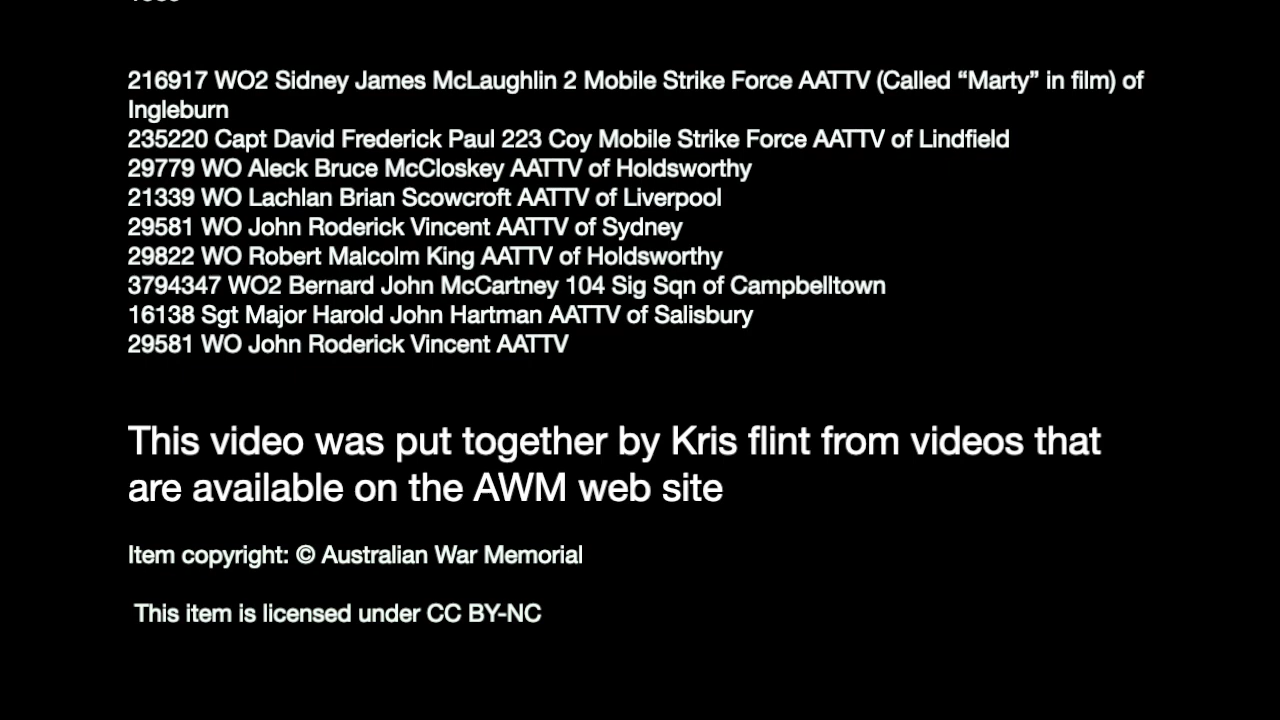 216917 WO2 Sidney James McLaughlin 2 Mobile Strike Force AATTV (Called “Marty” in film) of
Ingleburn
235220 Capt David Frederick Paul 223 Coy Mobile Strike Force AATTV of Lindfield
29779 WO Aleck Bruce McCloskey AATTV of Holdsworthy
21339 WO Lachlan Brian Scowcroft AATTV of Liverpool
29581 WO John Roderick Vincent AATTV of Sydney
29822 WO Robert Malcolm King AATTV of Holdsworthy
3794347 WO2 Bernard John McCartney 104 Sig Sqn of Campbelltown
16138 Sgt Major Harold John Hartman AATTV of Salisbury
29581 WO John Roderick Vincent AATTV
This video was put together by Kris flint from videos that
are available on the AWM web site
Item copyright: © Australian War Memorial
This item is licensed under CC BY-NC